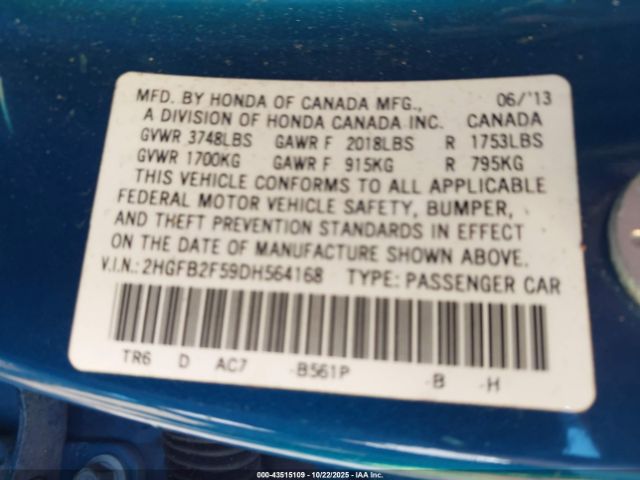 MFD. BY HONDA OF CANADA MFG., 06/'13
A DIVISION OF HONDA CANADA INC. CANADA
GVWR 3748LBS GAWR F 2018LBS R 1753LBS
GVWR 1700KG GAWR F 915KG R 795KG
THIS VEHICLE CONFORMS TO ALL APPLICABLE
FEDERAL MOTOR VEHICLE SAFETY, BUMPER,
AND THEFT PREVENTION STANDARDS IN EFFECT
ON THE DATE OF MANUFACTURE SHOWN ABOVE.
V.I.N.: 2HGFB2F59DH564168 TYPE: PASSENGER CAR
TR6 D AC7 -B561P -B -H
000-43515109 - 10/22/2025 - IAA Inc.